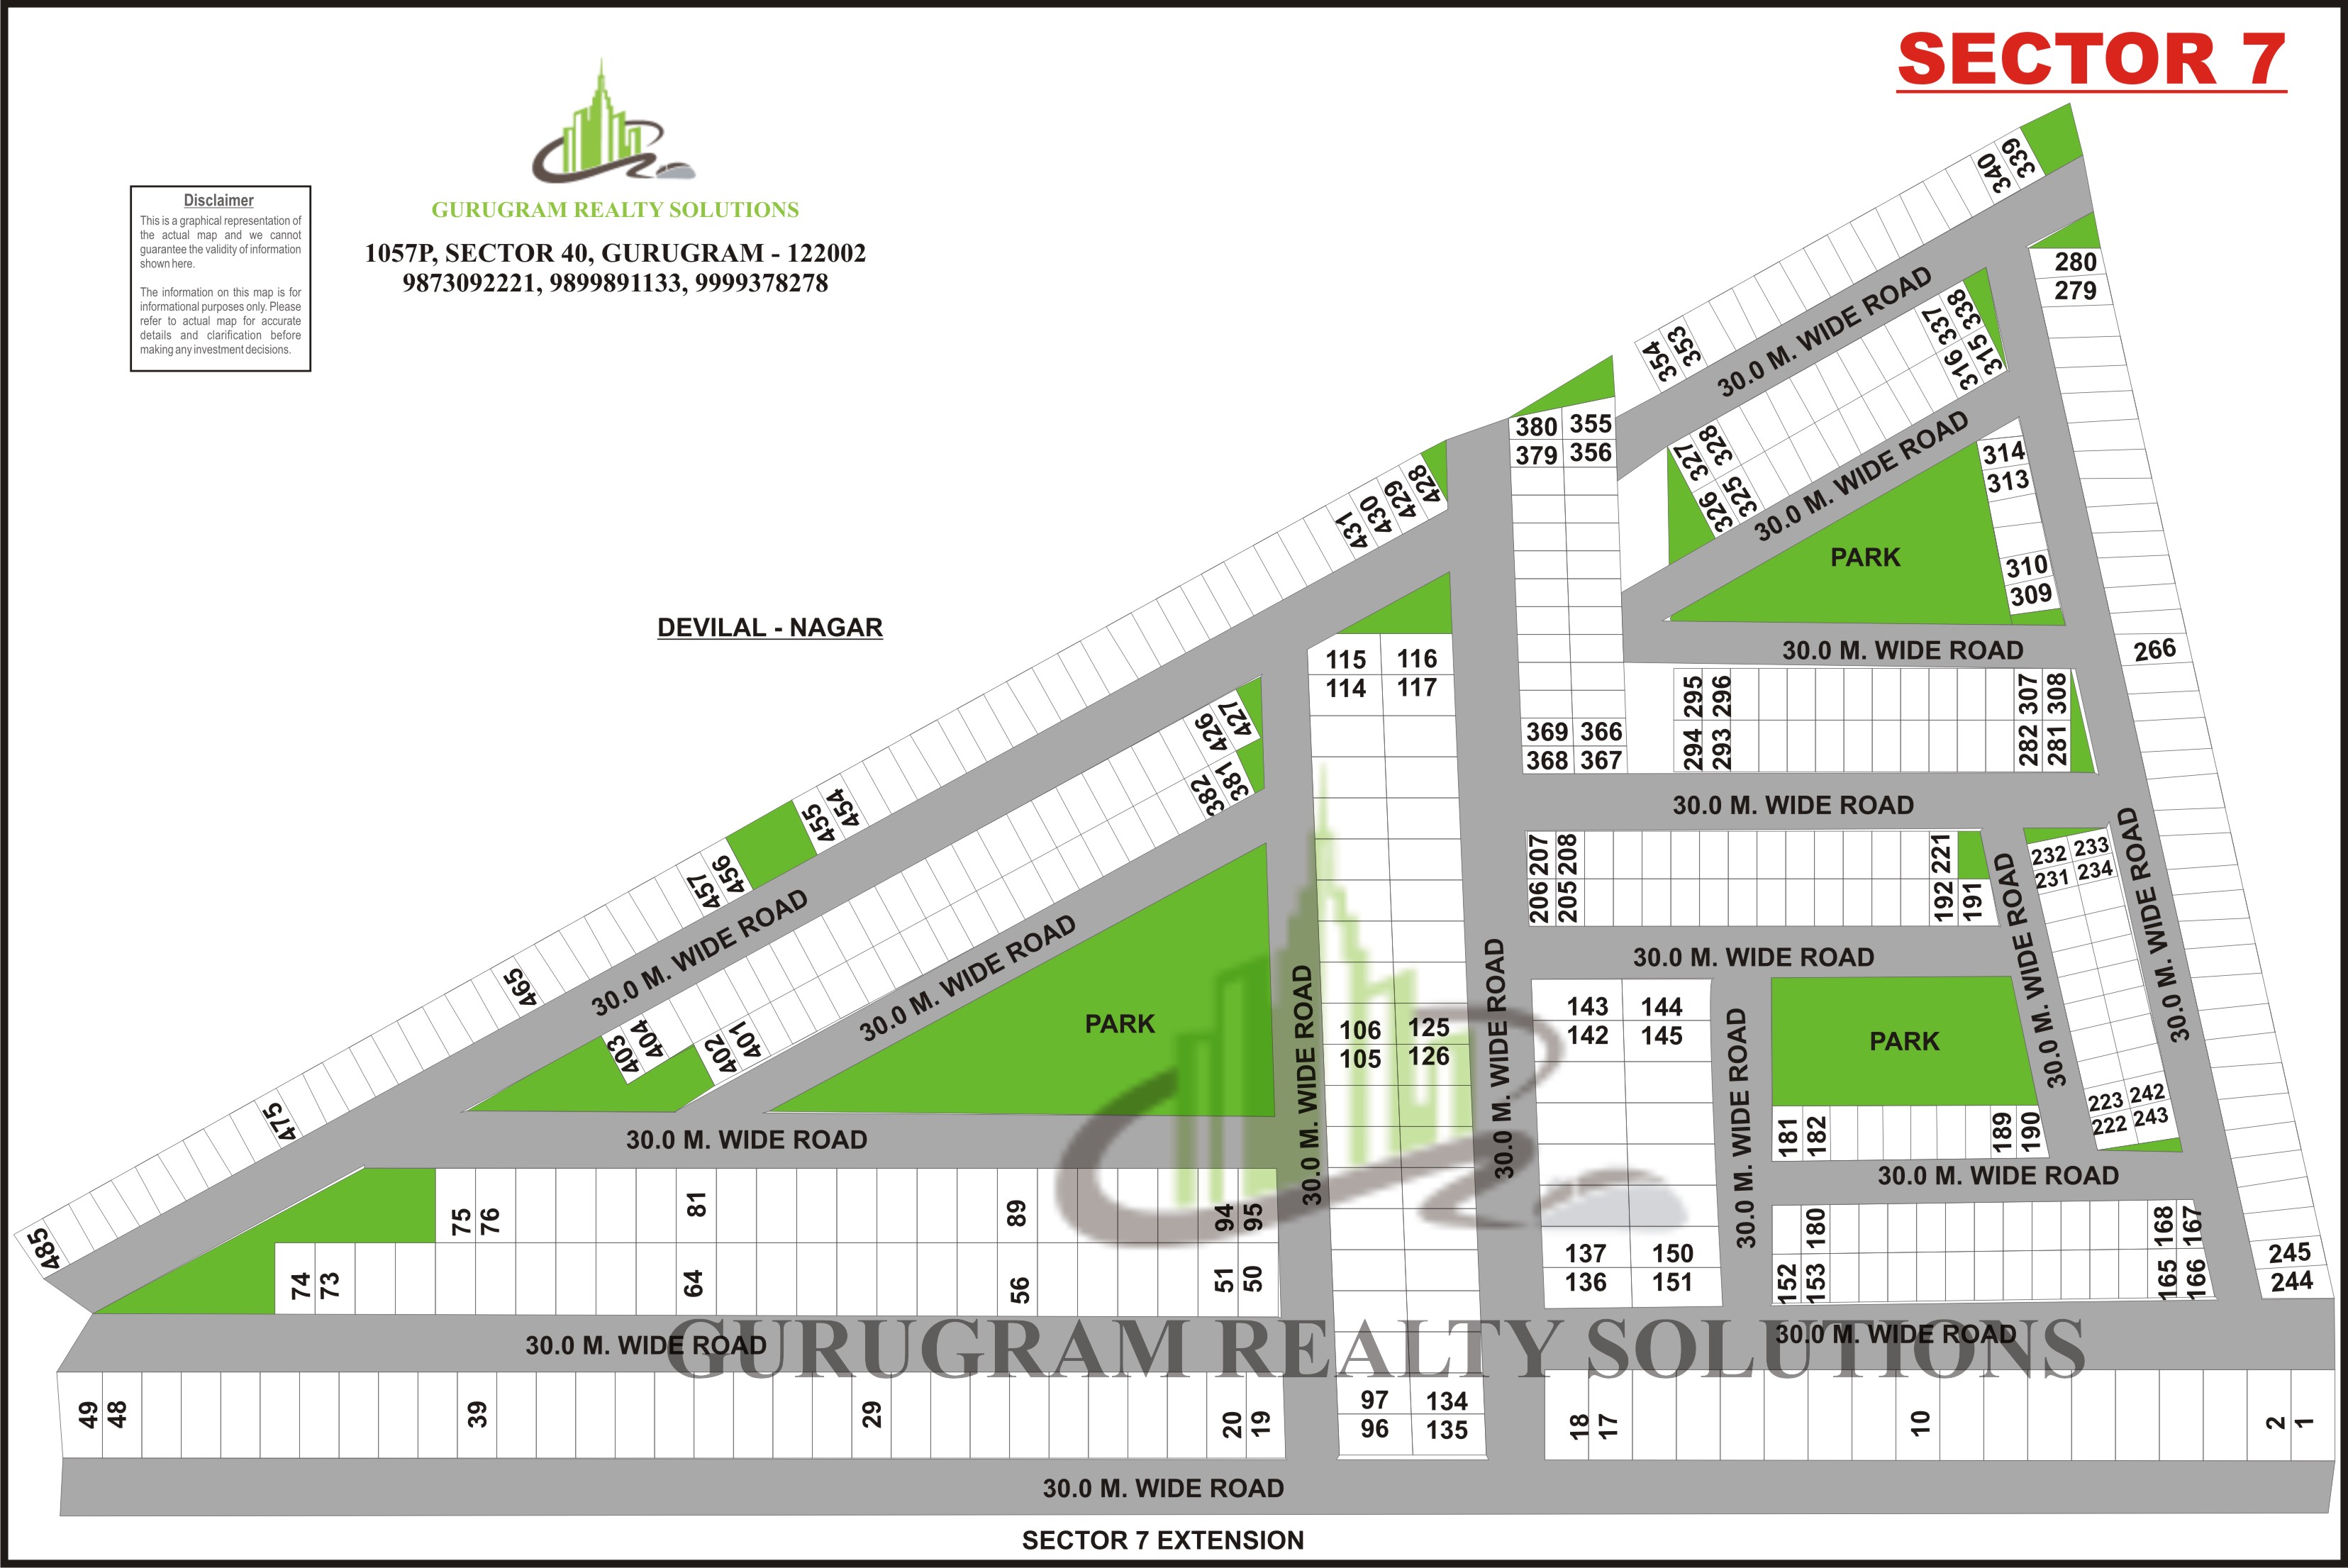 SECTOR 7
GURUGRAM REALTY SOLUTIONS
1057P, SECTOR 40, GURUGRAM - 122002
9873092221, 9899891133, 9999378278
Disclaimer
This is a graphical representation of
the actual map and we cannot
guarantee the validity of information
shown here.
The information on this map is for
informational purposes only. Please
refer to actual map for accurate
details and clarification before
making any investment decisions.
340 339
280
279
354 353
30.0 M. WIDE ROAD
337 338
316 315
327 328
326 325
30.0 M. WIDE ROAD
380 355
379 356
314
313
PARK
310
309
431 430 429 428
DEVILAL - NAGAR
30.0 M. WIDE ROAD
266
115 116
114 117
295 296 307 308
294 293 282 281
369 366
368 367
426 427
382 381
30.0 M. WIDE ROAD
455 454
457 456
207 208 221
206 205 192 191
232 233
231 234
30.0 M. WIDE ROAD
30.0 M. WIDE ROAD
30.0 M. WIDE ROAD
465
30.0 M. WIDE ROAD
30.0 M. WIDE ROAD
403 404
402 401
PARK
30.0 M. WIDE ROAD
30.0 M. WIDE ROAD
106 125
105 126
143 144
142 145
30.0 M. WIDE ROAD
PARK
223 242
222 243
181 182 189 190
475
30.0 M. WIDE ROAD
30.0 M. WIDE ROAD
485
75 76 81 89 94 95
74 73 64 56 51 50
137 150
136 151
180 168 167
152 153 165 166
245
244
30.0 M. WIDE ROAD
GURUGRAM REALTY SOLUTIONS
30.0 M. WIDE ROAD
49 48 39 29 20 19
97 134
96 135
18 17 10 2 1
30.0 M. WIDE ROAD
SECTOR 7 EXTENSION